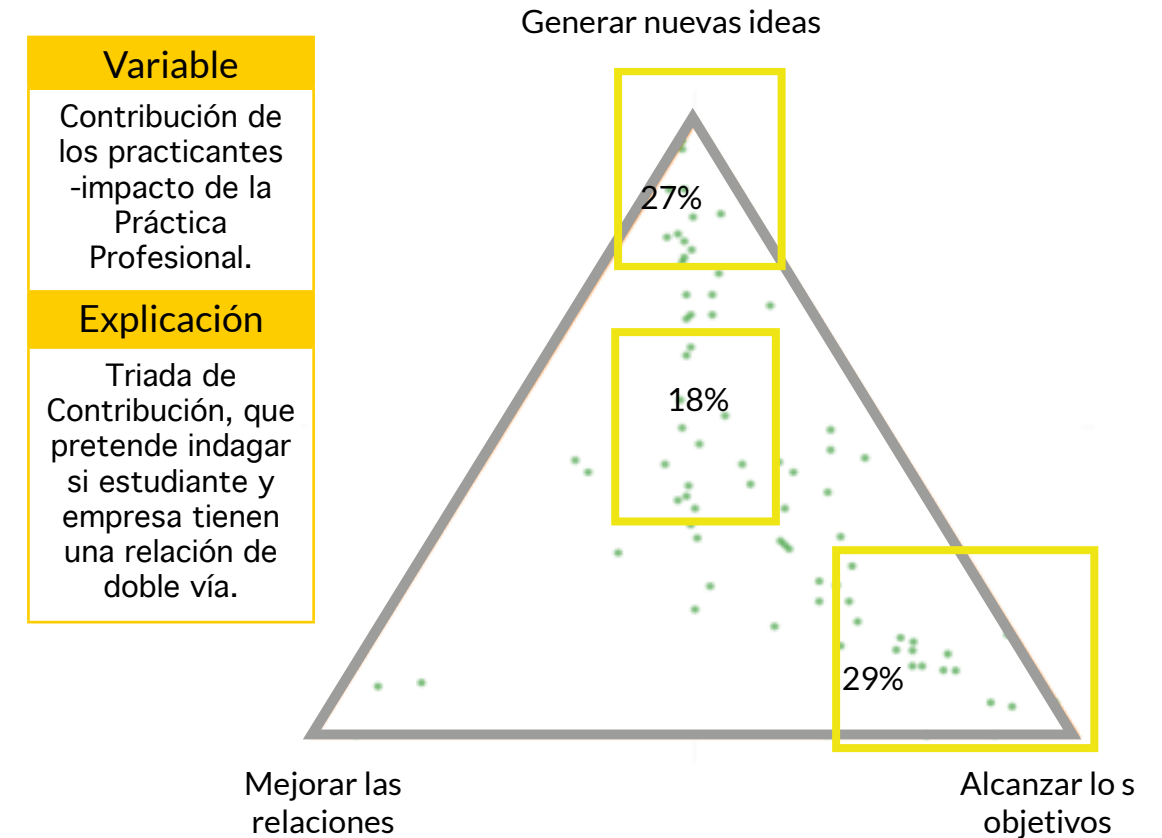 Generar nuevas ideas
Variable
Contribución de
los practicantes
-impacto de la
Práctica
Profesional.
Explicación
Triada de
Contribución, que
pretende indagar
si estudiante y
empresa tienen
una relación de
doble vía.
27%
18%
29%
Mejorar las
relaciones
Alcanzar lo s
objetivos